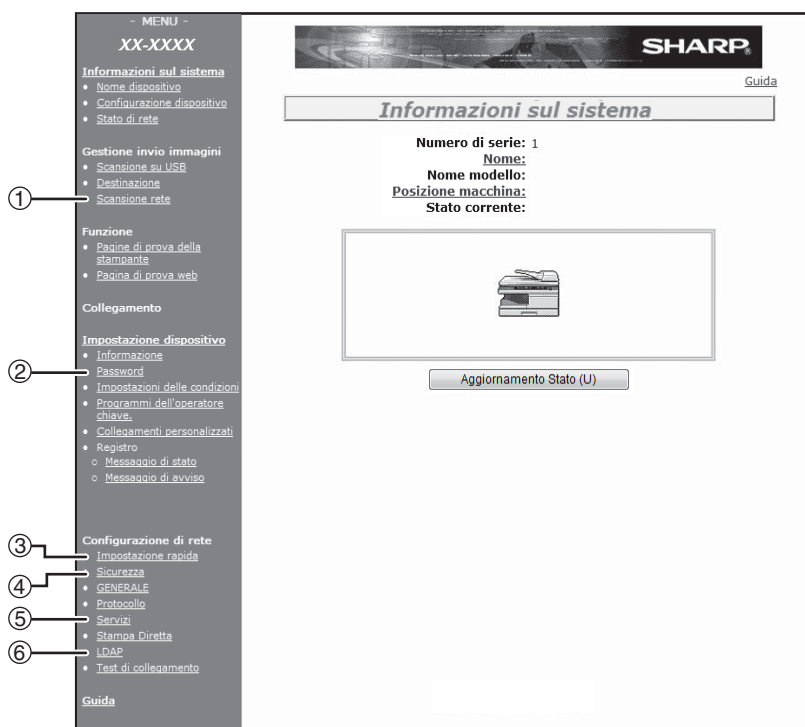 - MENU -
XX-XXXX
Informazioni sul sistema
• Nome dispositivo
• Configurazione dispositivo
• Stato di rete
Gestione invio immagini
• Scansione su USB
• Destinazione
① • Scansione rete
Funzione
• Pagine di prova della
stampante
• Pagina di prova web
Collegamento
Impostazione dispositivo
• Informazione
② • Password
• Impostazioni delle condizioni
• Programmi dell'operatore
chiave.
• Collegamenti personalizzati
• Registro
o Messaggio di stato
o Messaggio di avviso
Configurazione di rete
③ • Impostazione rapida
④ • Sicurezza
• GENERALE
• Protocollo
⑤ • Servizi
• Stampa Diretta
⑥ • LDAP
• Test di collegamento
Guida
SHARP®
Guida
Informazioni sul sistema
Numero di serie: 1
Nome:
Nome modello:
Posizione macchina:
Stato corrente:
Aggiornamento Stato (U)